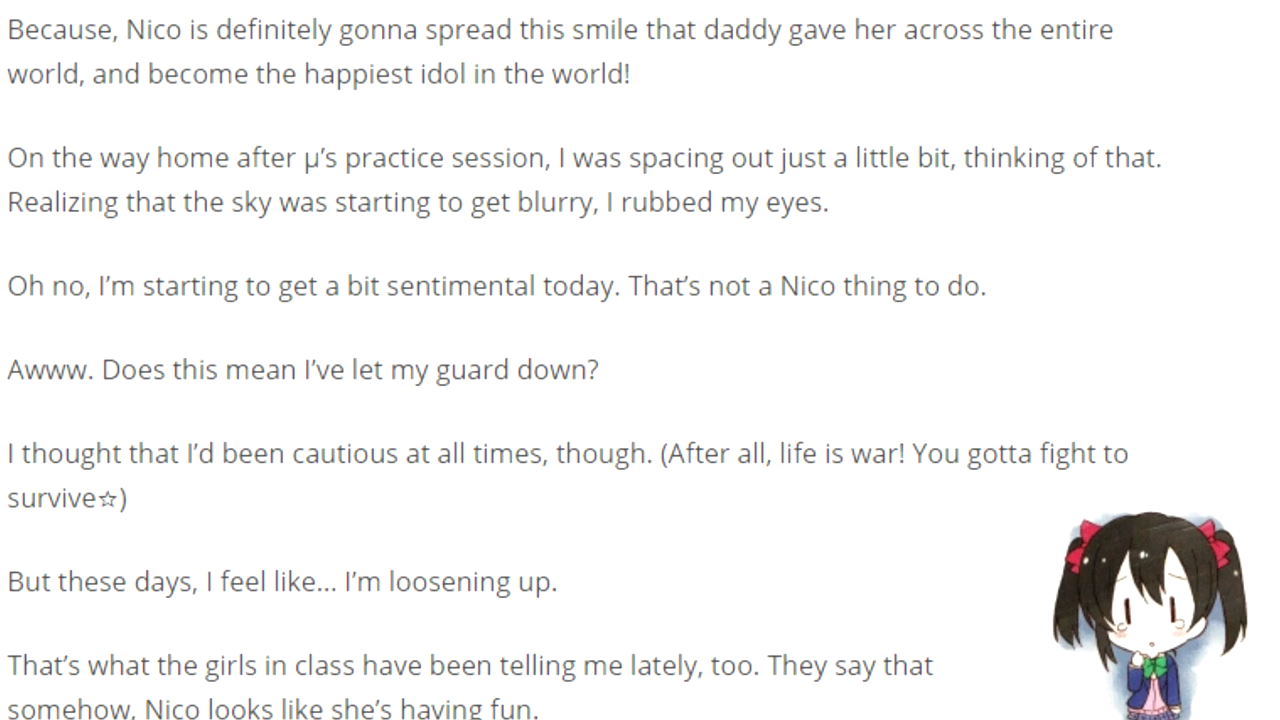 Because, Nico is definitely gonna spread this smile that daddy gave her across the entire
world, and become the happiest idol in the world!
On the way home after μ’s practice session, I was spacing out just a little bit, thinking of that.
Realizing that the sky was starting to get blurry, I rubbed my eyes.
Oh no, I’m starting to get a bit sentimental today. That’s not a Nico thing to do.
Awww. Does this mean I’ve let my guard down?
I thought that I’d been cautious at all times, though. (After all, life is war! You gotta fight to
survive☆)
But these days, I feel like… I’m loosening up.
That’s what the girls in class have been telling me lately, too. They say that
somehow, Nico looks like she’s having fun.